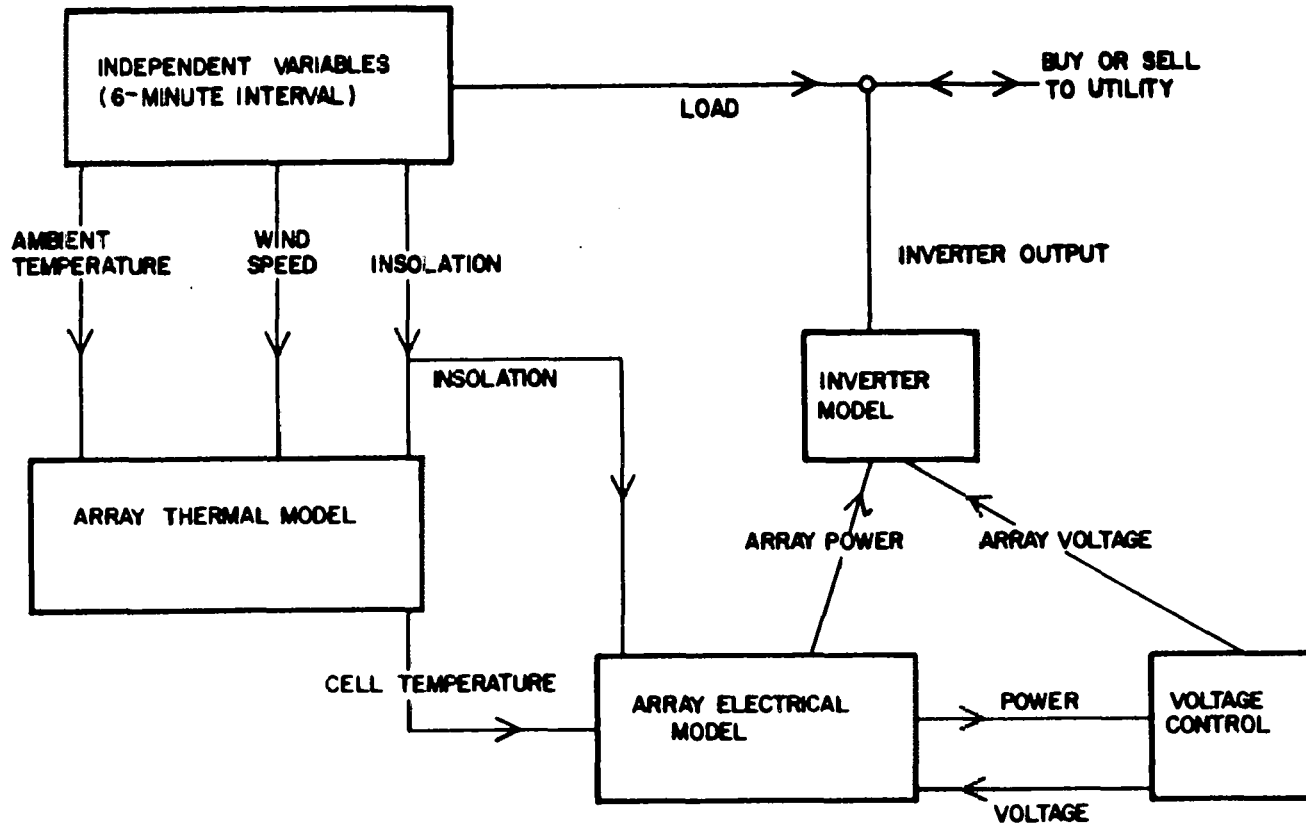 INDEPENDENT VARIABLES
(6-MINUTE INTERVAL)
LOAD
BUY OR SELL
TO UTILITY
AMBIENT
TEMPERATURE
WIND
SPEED
INSOLATION
INVERTER OUTPUT
INSOLATION
INVERTER
MODEL
ARRAY THERMAL MODEL
ARRAY POWER
ARRAY VOLTAGE
CELL TEMPERATURE
ARRAY ELECTRICAL
MODEL
POWER
VOLTAGE
CONTROL
VOLTAGE